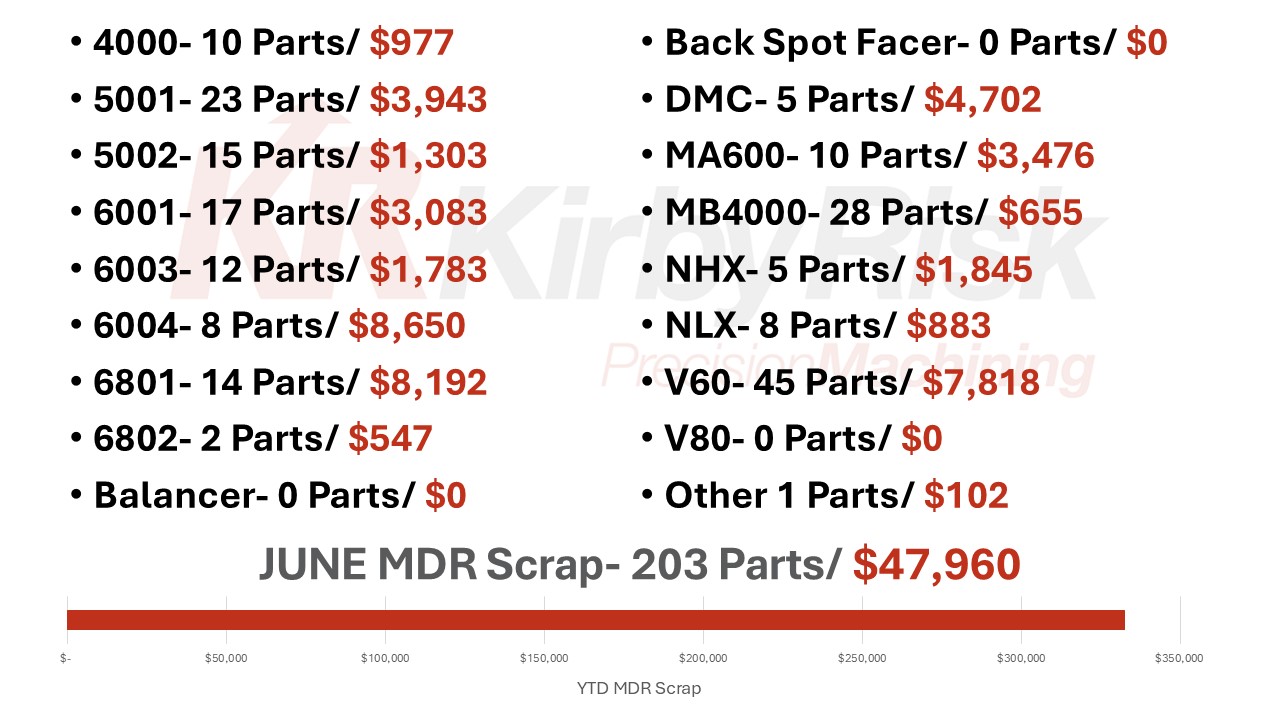 • 4000- 10 Parts/ $977
• 5001- 23 Parts/ $3,943
• 5002- 15 Parts/ $1,303
• 6001- 17 Parts/ $3,083
• 6003- 12 Parts/ $1,783
• 6004- 8 Parts/ $8,650
• 6801- 14 Parts/ $8,192
• 6802- 2 Parts/ $547
• Balancer- 0 Parts/ $0
• Back Spot Facer- 0 Parts/ $0
• DMC- 5 Parts/ $4,702
• MA600- 10 Parts/ $3,476
• MB4000- 28 Parts/ $655
• NHX- 5 Parts/ $1,845
• NLX- 8 Parts/ $883
• V60- 45 Parts/ $7,818
• V80- 0 Parts/ $0
• Other 1 Parts/ $102
KR KirbyRisk
PrecisionMachining
JUNE MDR Scrap- 203 Parts/ $47,960
$- $50,000 $100,000 $150,000 $200,000 $250,000 $300,000 $350,000
YTD MDR Scrap